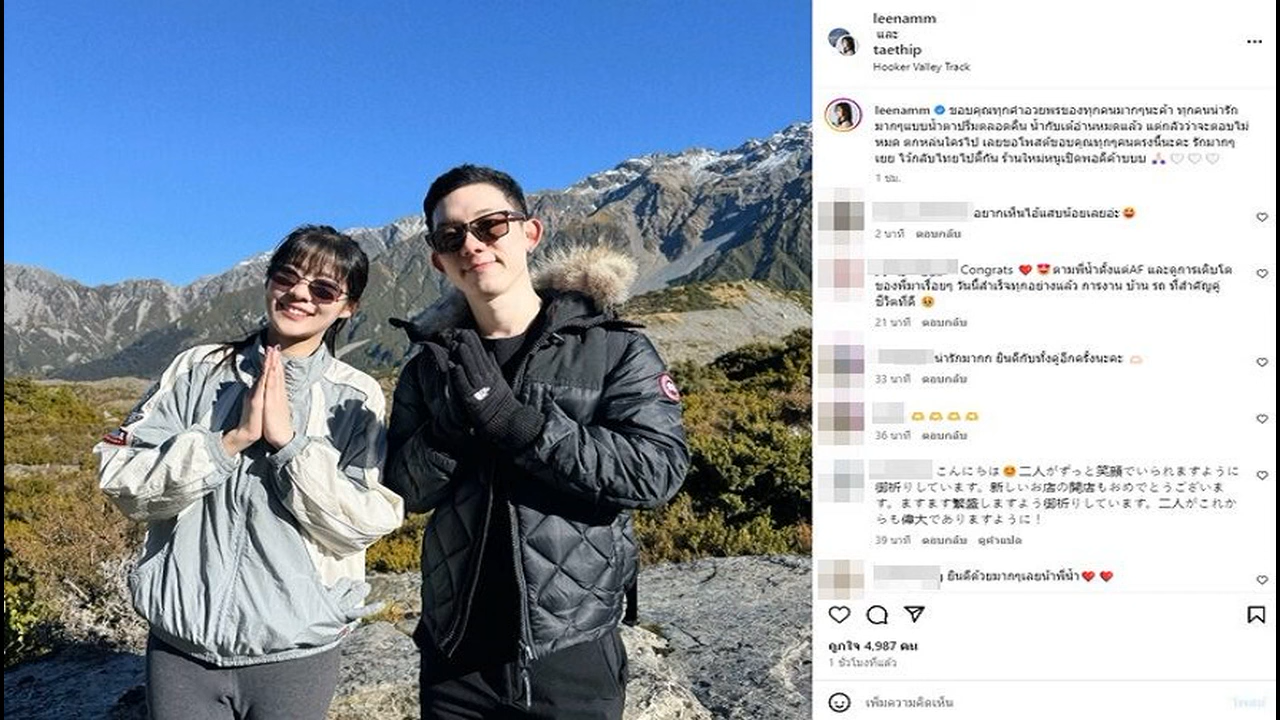 leenamm
และ
taethip
Hooker Valley Track
leenamm ขอบคุณทุกคำอวยพรของทุกคนมากๆนะค้า ทุกคนน่ารัก
มากๆแบบน้ำตาปริ่มตลอดคืน น้ำกับเต้อ่านหมดแล้ว แต่กลัวว่าจะตอบไม่
หมด ตกหล่นใครไป เลยขอโพสต์ขอบคุณทุกๆคนตรงนี้นะคะ รักมากๆ
เยย ไว้กลับไทยไปตี้กัน ร้านใหม่หนูเปิดพอดีค้าบบบ 🙏🏻 🤍 🤍 🤍
1 ชม.
อยากเห็นไอ้แสบน้อยเลยอ่ะ 🤩
2 นาที ตอบกลับ
Congrats ❤️ 😍 ตามพี่น้ำตั้งแต่AF และดูการเติบโต
ของพี่มาเรื่อยๆ วันนี้สำเร็จทุกอย่างแล้ว การงาน บ้าน รถ ที่สำคัญคู่
ชีวิตที่ดี 🥹
21 นาที ตอบกลับ
น่ารักมากก ยินดีกับทั้งคู่อีกครั้งนะคะ 🫶🏻
33 นาที ตอบกลับ
🫶 🫶 🫶 🫶
36 นาที ตอบกลับ
こんにちは ☺️ 二人がずっと笑顔でいられますように
御祈りしています。新しいお店の開店もおめでとうございま
す。ますます繁盛しますよう御祈りしています。二人がこれか
らも偉大でありますように！
39 นาที ตอบกลับ ดูคำแปล
ยินดีด้วยมากๆเลยน้าพี่น้ำ❤️ ❤️
ถูกใจ 4,987 คน
1 ชั่วโมงที่แล้ว
เพิ่มความคิดเห็น
โพสต์